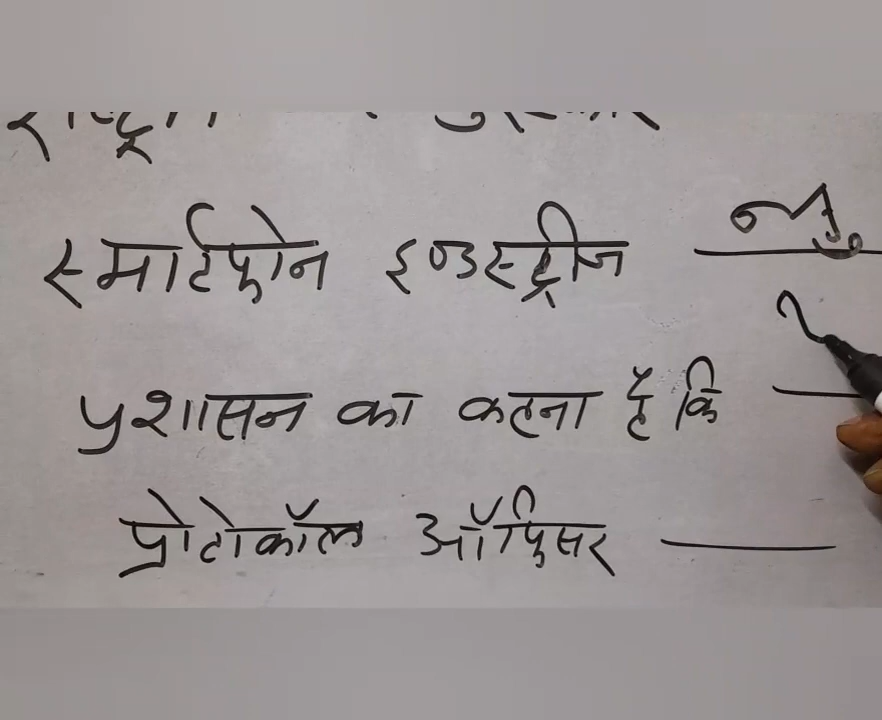 स्मार्टफोन इण्डस्ट्रीज
प्रशासन का कहना है कि
प्रोटोकॉल ऑफिसर